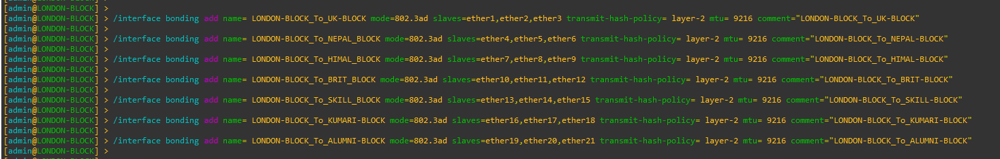 [admin@LONDON-BLOCK] >
[admin@LONDON-BLOCK] > /interface bonding add name= LONDON-BLOCK_To_UK-BLOCK mode=802.3ad slaves=ether1,ether2,ether3 transmit-hash-policy= layer-2 mtu= 9216 comment="LONDON-BLOCK_To_UK-BLOCK"
[admin@LONDON-BLOCK] >
[admin@LONDON-BLOCK] > /interface bonding add name= LONDON-BLOCK_To_NEPAL_BLOCK mode=802.3ad slaves=ether4,ether5,ether6 transmit-hash-policy= layer-2 mtu= 9216 comment="LONDON-BLOCK_To_NEPAL-BLOCK"
[admin@LONDON-BLOCK] >
[admin@LONDON-BLOCK] > /interface bonding add name= LONDON-BLOCK_To_HIMAL_BLOCK mode=802.3ad slaves=ether7,ether8,ether9 transmit-hash-policy= layer-2 mtu= 9216 comment="LONDON-BLOCK_To_HIMAL-BLOCK"
[admin@LONDON-BLOCK] >
[admin@LONDON-BLOCK] > /interface bonding add name= LONDON-BLOCK_To_BRIT_BLOCK mode=802.3ad slaves=ether10,ether11,ether12 transmit-hash-policy= layer-2 mtu= 9216 comment="LONDON-BLOCK_To_BRIT-BLOCK"
[admin@LONDON-BLOCK] >
[admin@LONDON-BLOCK] > /interface bonding add name= LONDON-BLOCK_To_SKILL_BLOCK mode=802.3ad slaves=ether13,ether14,ether15 transmit-hash-policy= layer-2 mtu= 9216 comment="LONDON-BLOCK_To_SKILL-BLOCK"
[admin@LONDON-BLOCK] >
[admin@LONDON-BLOCK] > /interface bonding add name= LONDON-BLOCK_To_KUMARI-BLOCK mode=802.3ad slaves=ether16,ether17,ether18 transmit-hash-policy= layer-2 mtu= 9216 comment="LONDON-BLOCK_To_KUMARI-BLOCK"
[admin@LONDON-BLOCK] >
[admin@LONDON-BLOCK] > /interface bonding add name= LONDON-BLOCK_To_ALUMNI-BLOCK mode=802.3ad slaves=ether19,ether20,ether21 transmit-hash-policy= layer-2 mtu= 9216 comment="LONDON-BLOCK_To_ALUMNI-BLOCK"
[admin@LONDON-BLOCK] >